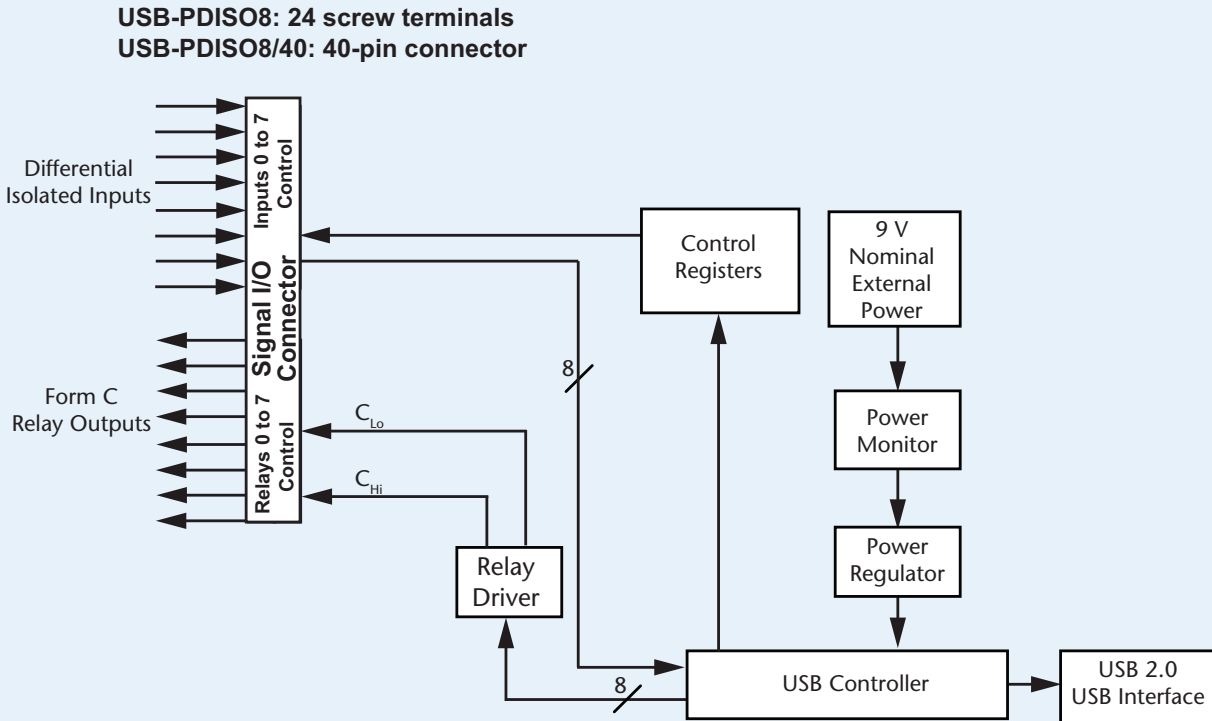 USB-PDISO8: 24 screw terminals
USB-PDISO8/40: 40-pin connector
Differential
Isolated Inputs
Inputs 0 to 7
Control
Signal I/O
Connector
Relays 0 to 7
Control
Form C
Relay Outputs
Control
Registers
9 V
Nominal
External
Power
8
C Lo
C Hi
Power
Monitor
Power
Regulator
Relay
Driver
8
USB Controller
USB 2.0
USB Interface